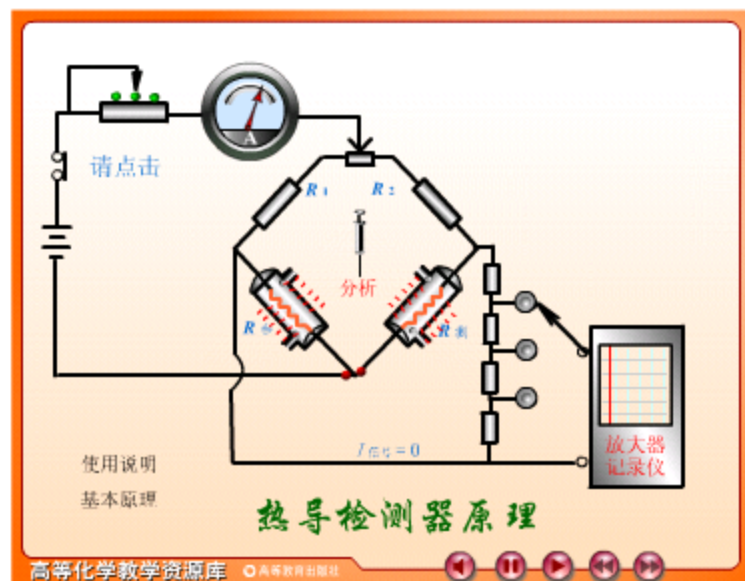 A
请点击
R1
R2
分析
R参
R测
I信号=0
放大器
记录仪
使用说明
基本原理
热导检测器原理
高等化学教学资源库
高等教育出版社